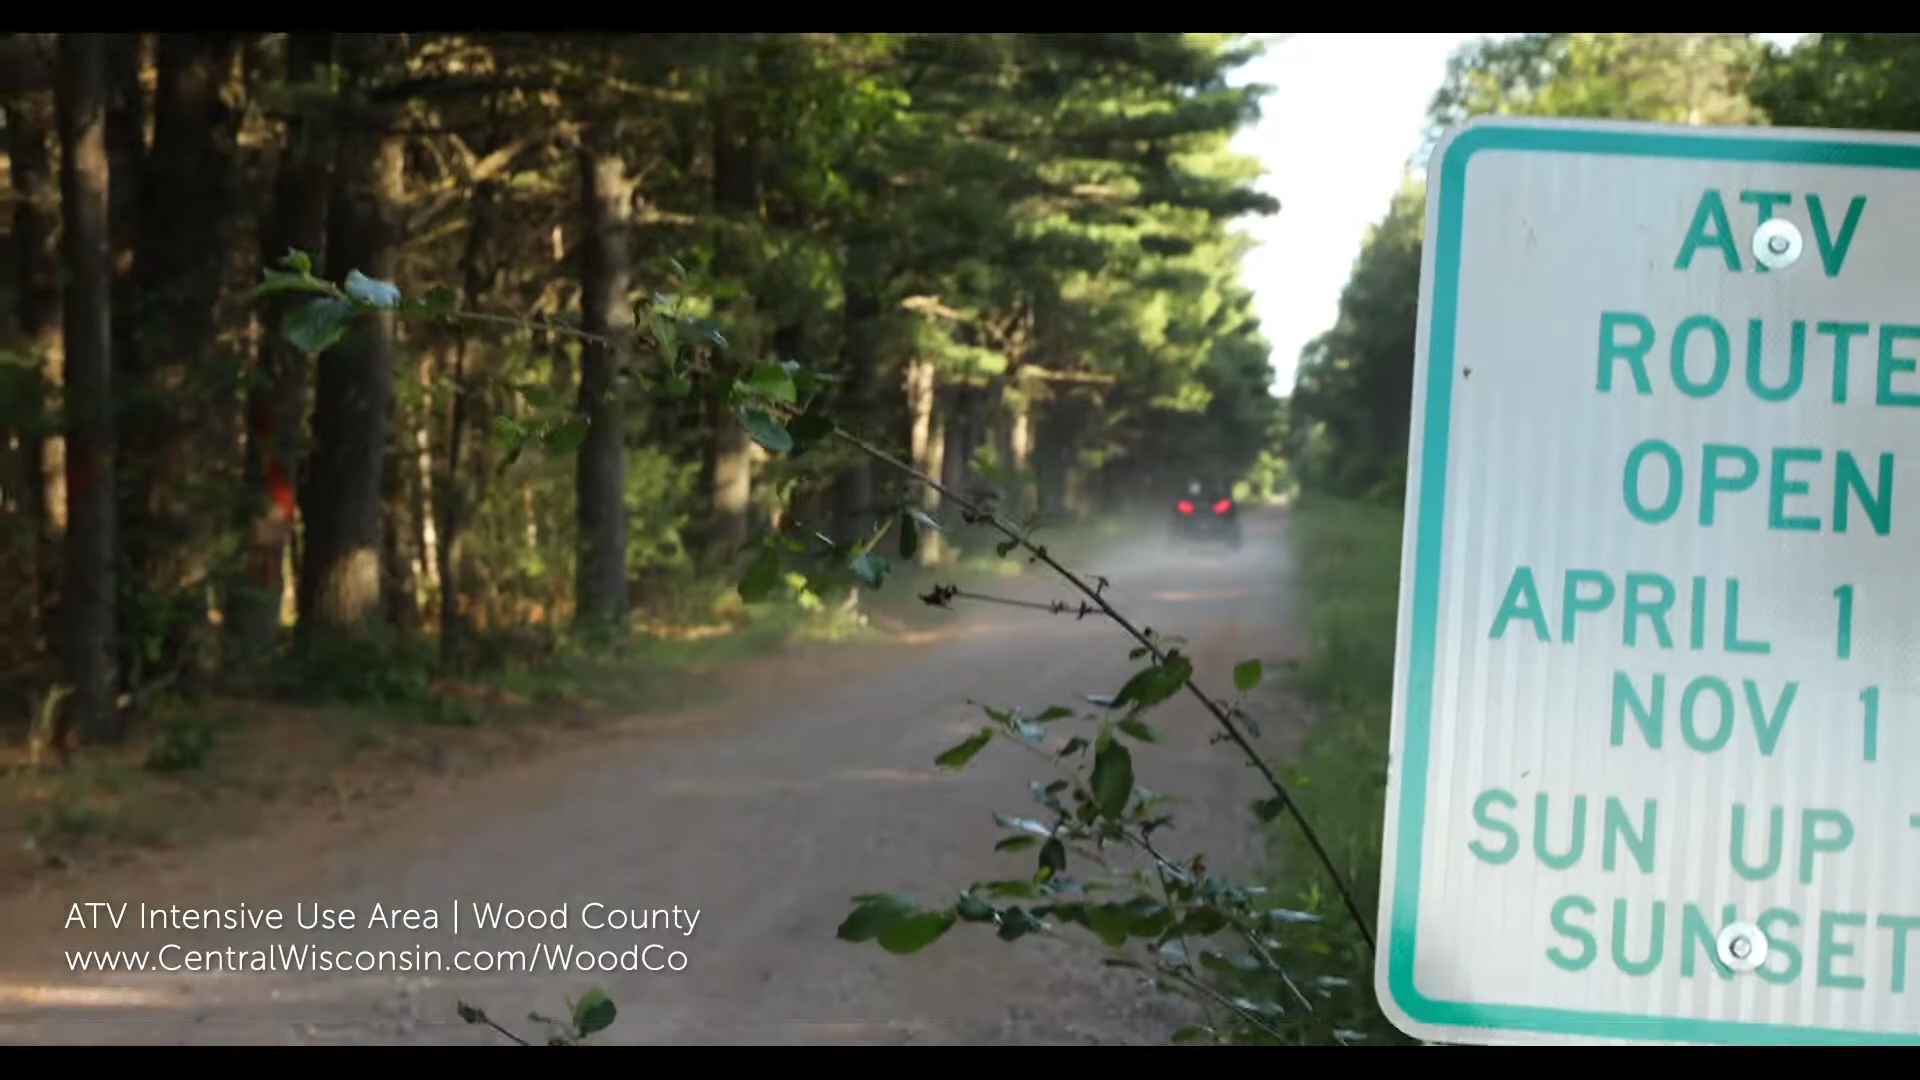 ATV
ROUTE
OPEN
APRIL 1
NOV 1
SUN UP
SUNSET
ATV Intensive Use Area | Wood County
www.CentralWisconsin.com/WoodCo